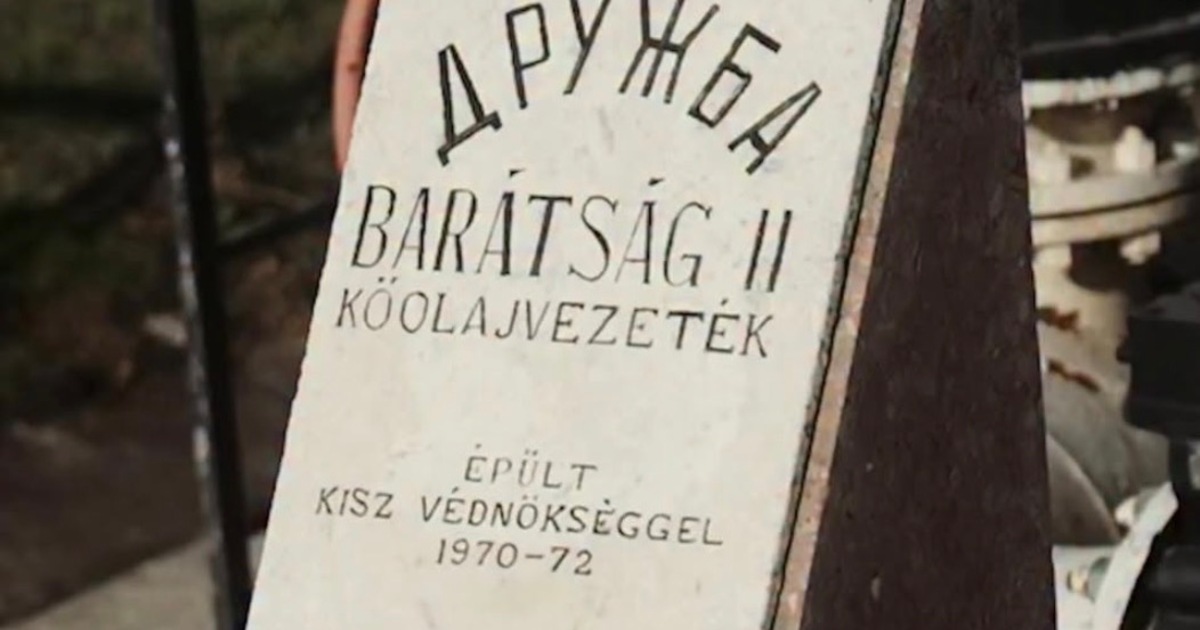 ДРУЖБА
BARÁTSÁG II
KŐOLAJVEZETÉK
ÉPÜLT
KISZ VÉDNÖKSÉGGEL
1970-72